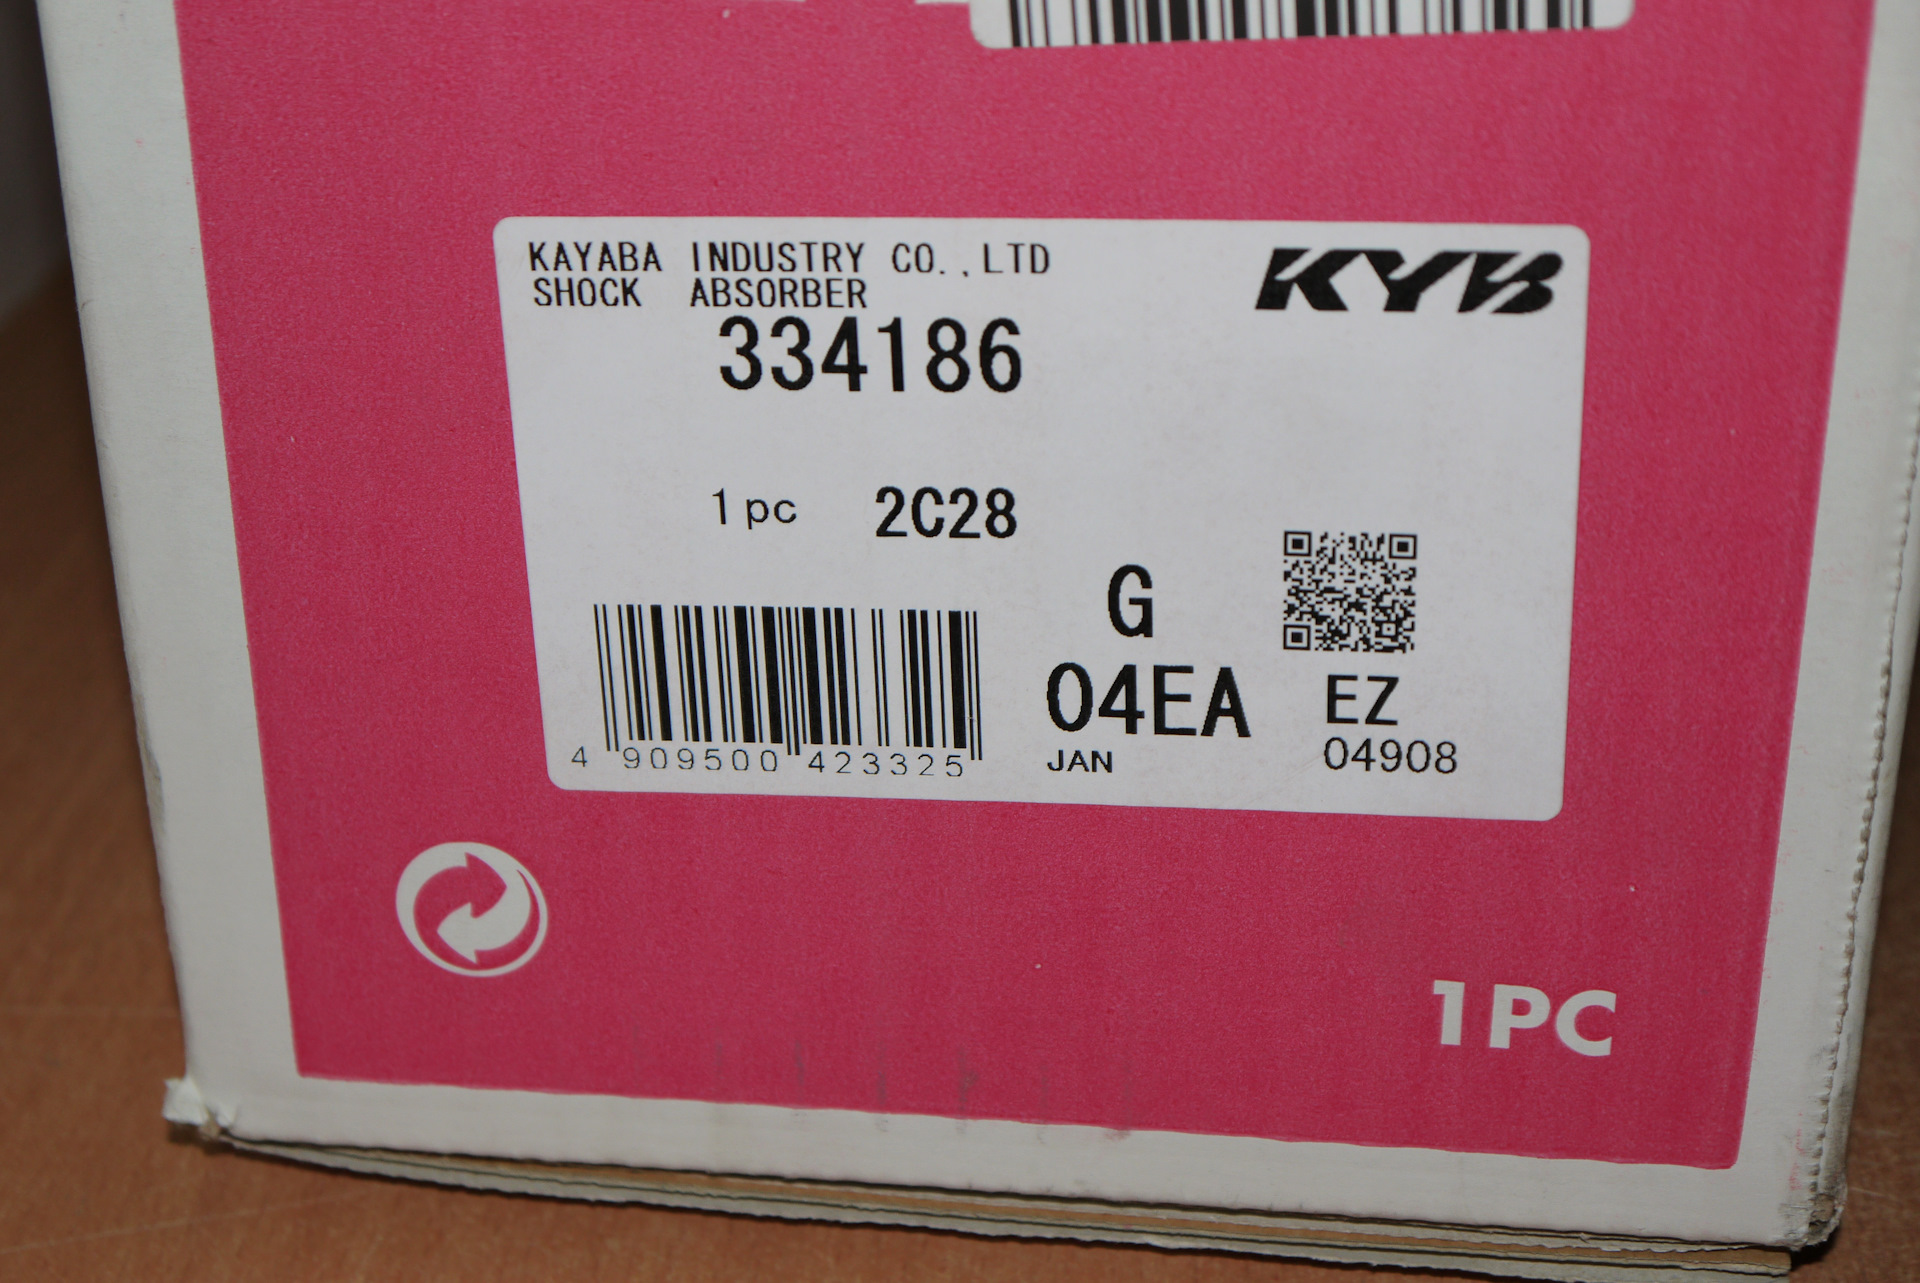 KAYABA INDUSTRY CO.,LTD
KYB
SHOCK ABSORBER
334186
1pc 2C28
G
04EA EZ
4 909500 423325 JAN 04908
1PC